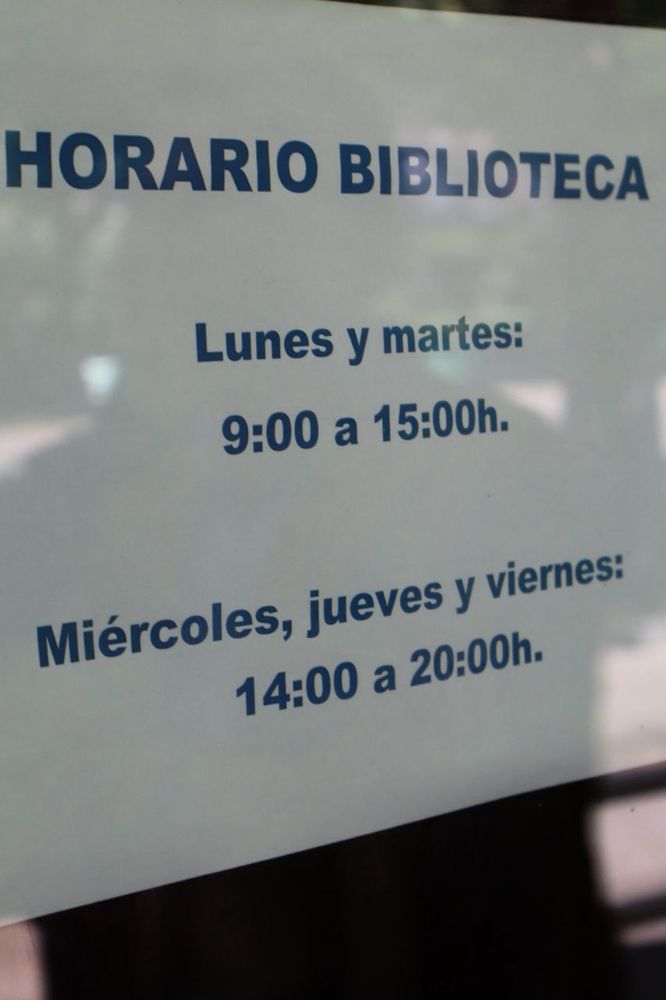 HORARIO BIBLIOTECA
Lunes y martes:
9:00 a 15:00h.
Miércoles, jueves y viernes:
14:00 a 20:00h.